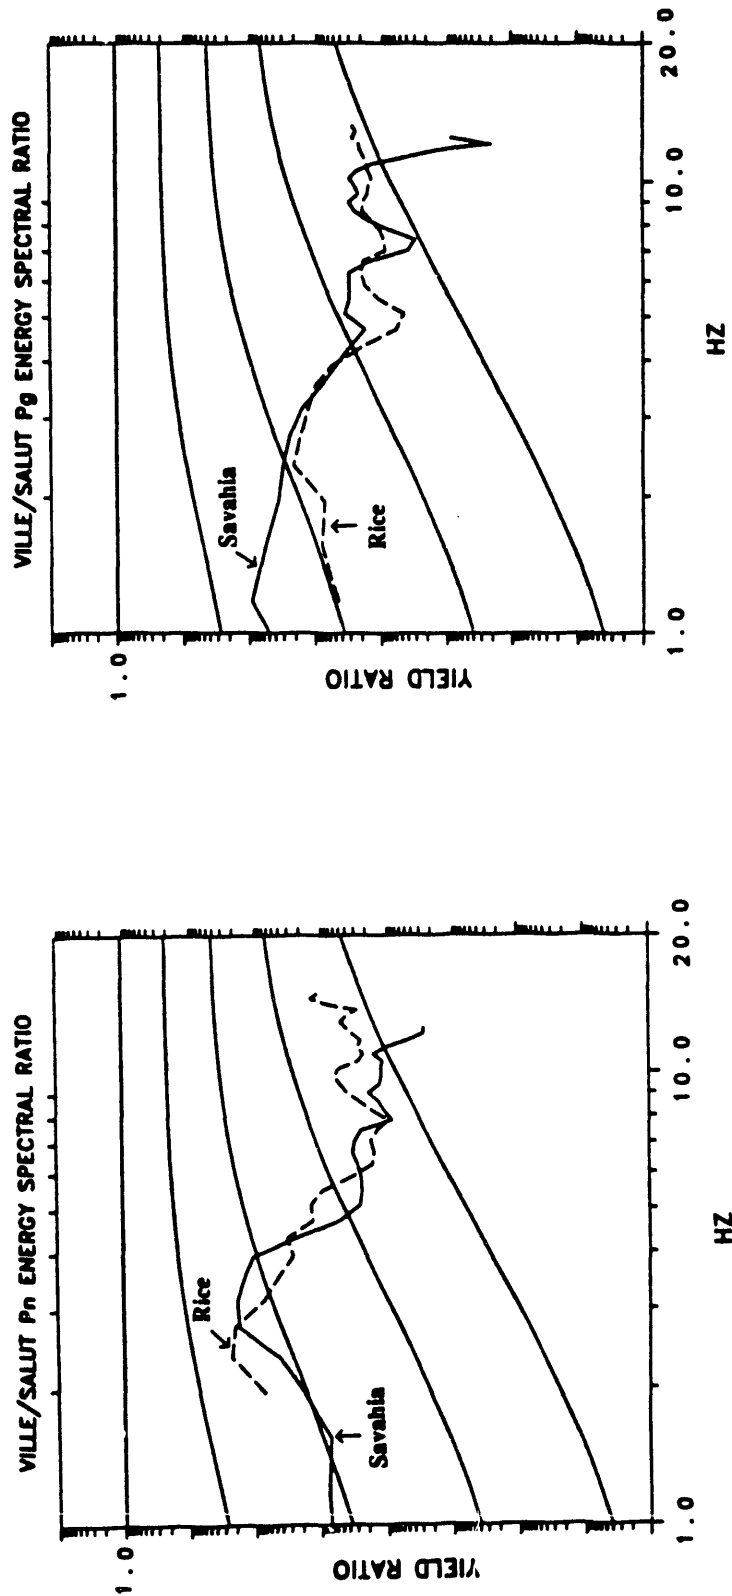 VILLE/SALUT Pn ENERGY SPECTRAL RATIO
1.0
YIELD RATIO
Rice
Savahia
1.0
10.0
20.0
HZ
VILLE/SALUT Pg ENERGY SPECTRAL RATIO
1.0
YIELD RATIO
Savahia
Rice
1.0
10.0
20.0
HZ